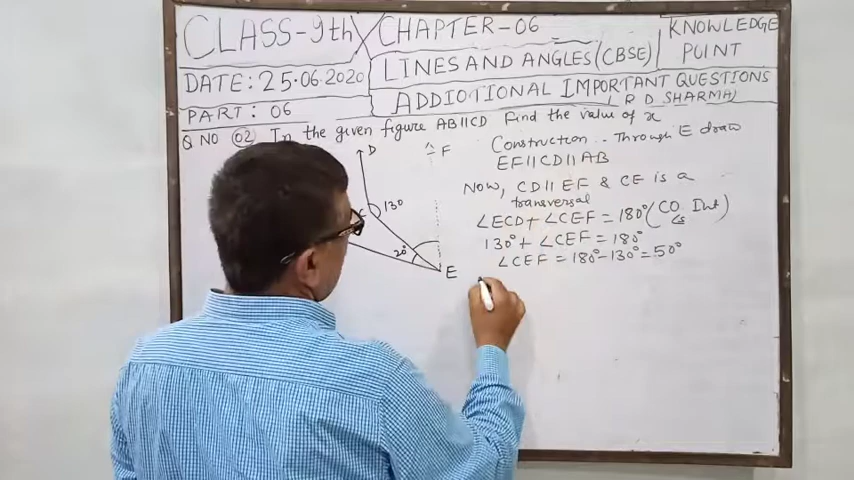 CLASS-9th
CHAPTER-06
KNOWLEDGE
POINT
DATE: 25.06.2020
LINES AND ANGLES (CBSE)
PART: 06
ADDIOTIONAL IMPORTANT QUESTIONS
(R D SHARMA)
Q NO 02 In the given figure AB||CD Find the value of x
D
F
C
130°
20°
E
Construction .. Through E draw
EF||CD||AB
Now, CD||EF & CE is a
transversal
∠ECD+∠CEF = 180° (CO Int ∠s)
130°+∠CEF = 180°
∠CEF = 180°-130°=50°